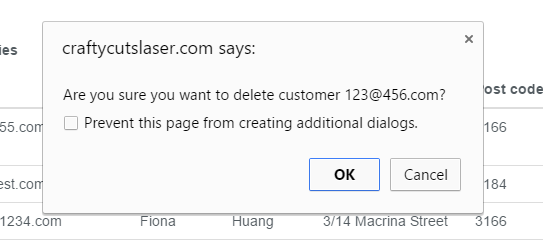 ies
craftycutslaser.com says:
Are you sure you want to delete customer 123@456.com?
Prevent this page from creating additional dialogs.
OK Cancel
ost code
55.com 166
est.com 184
1234.com Fiona Huang 3/14 Macrina Street 3166